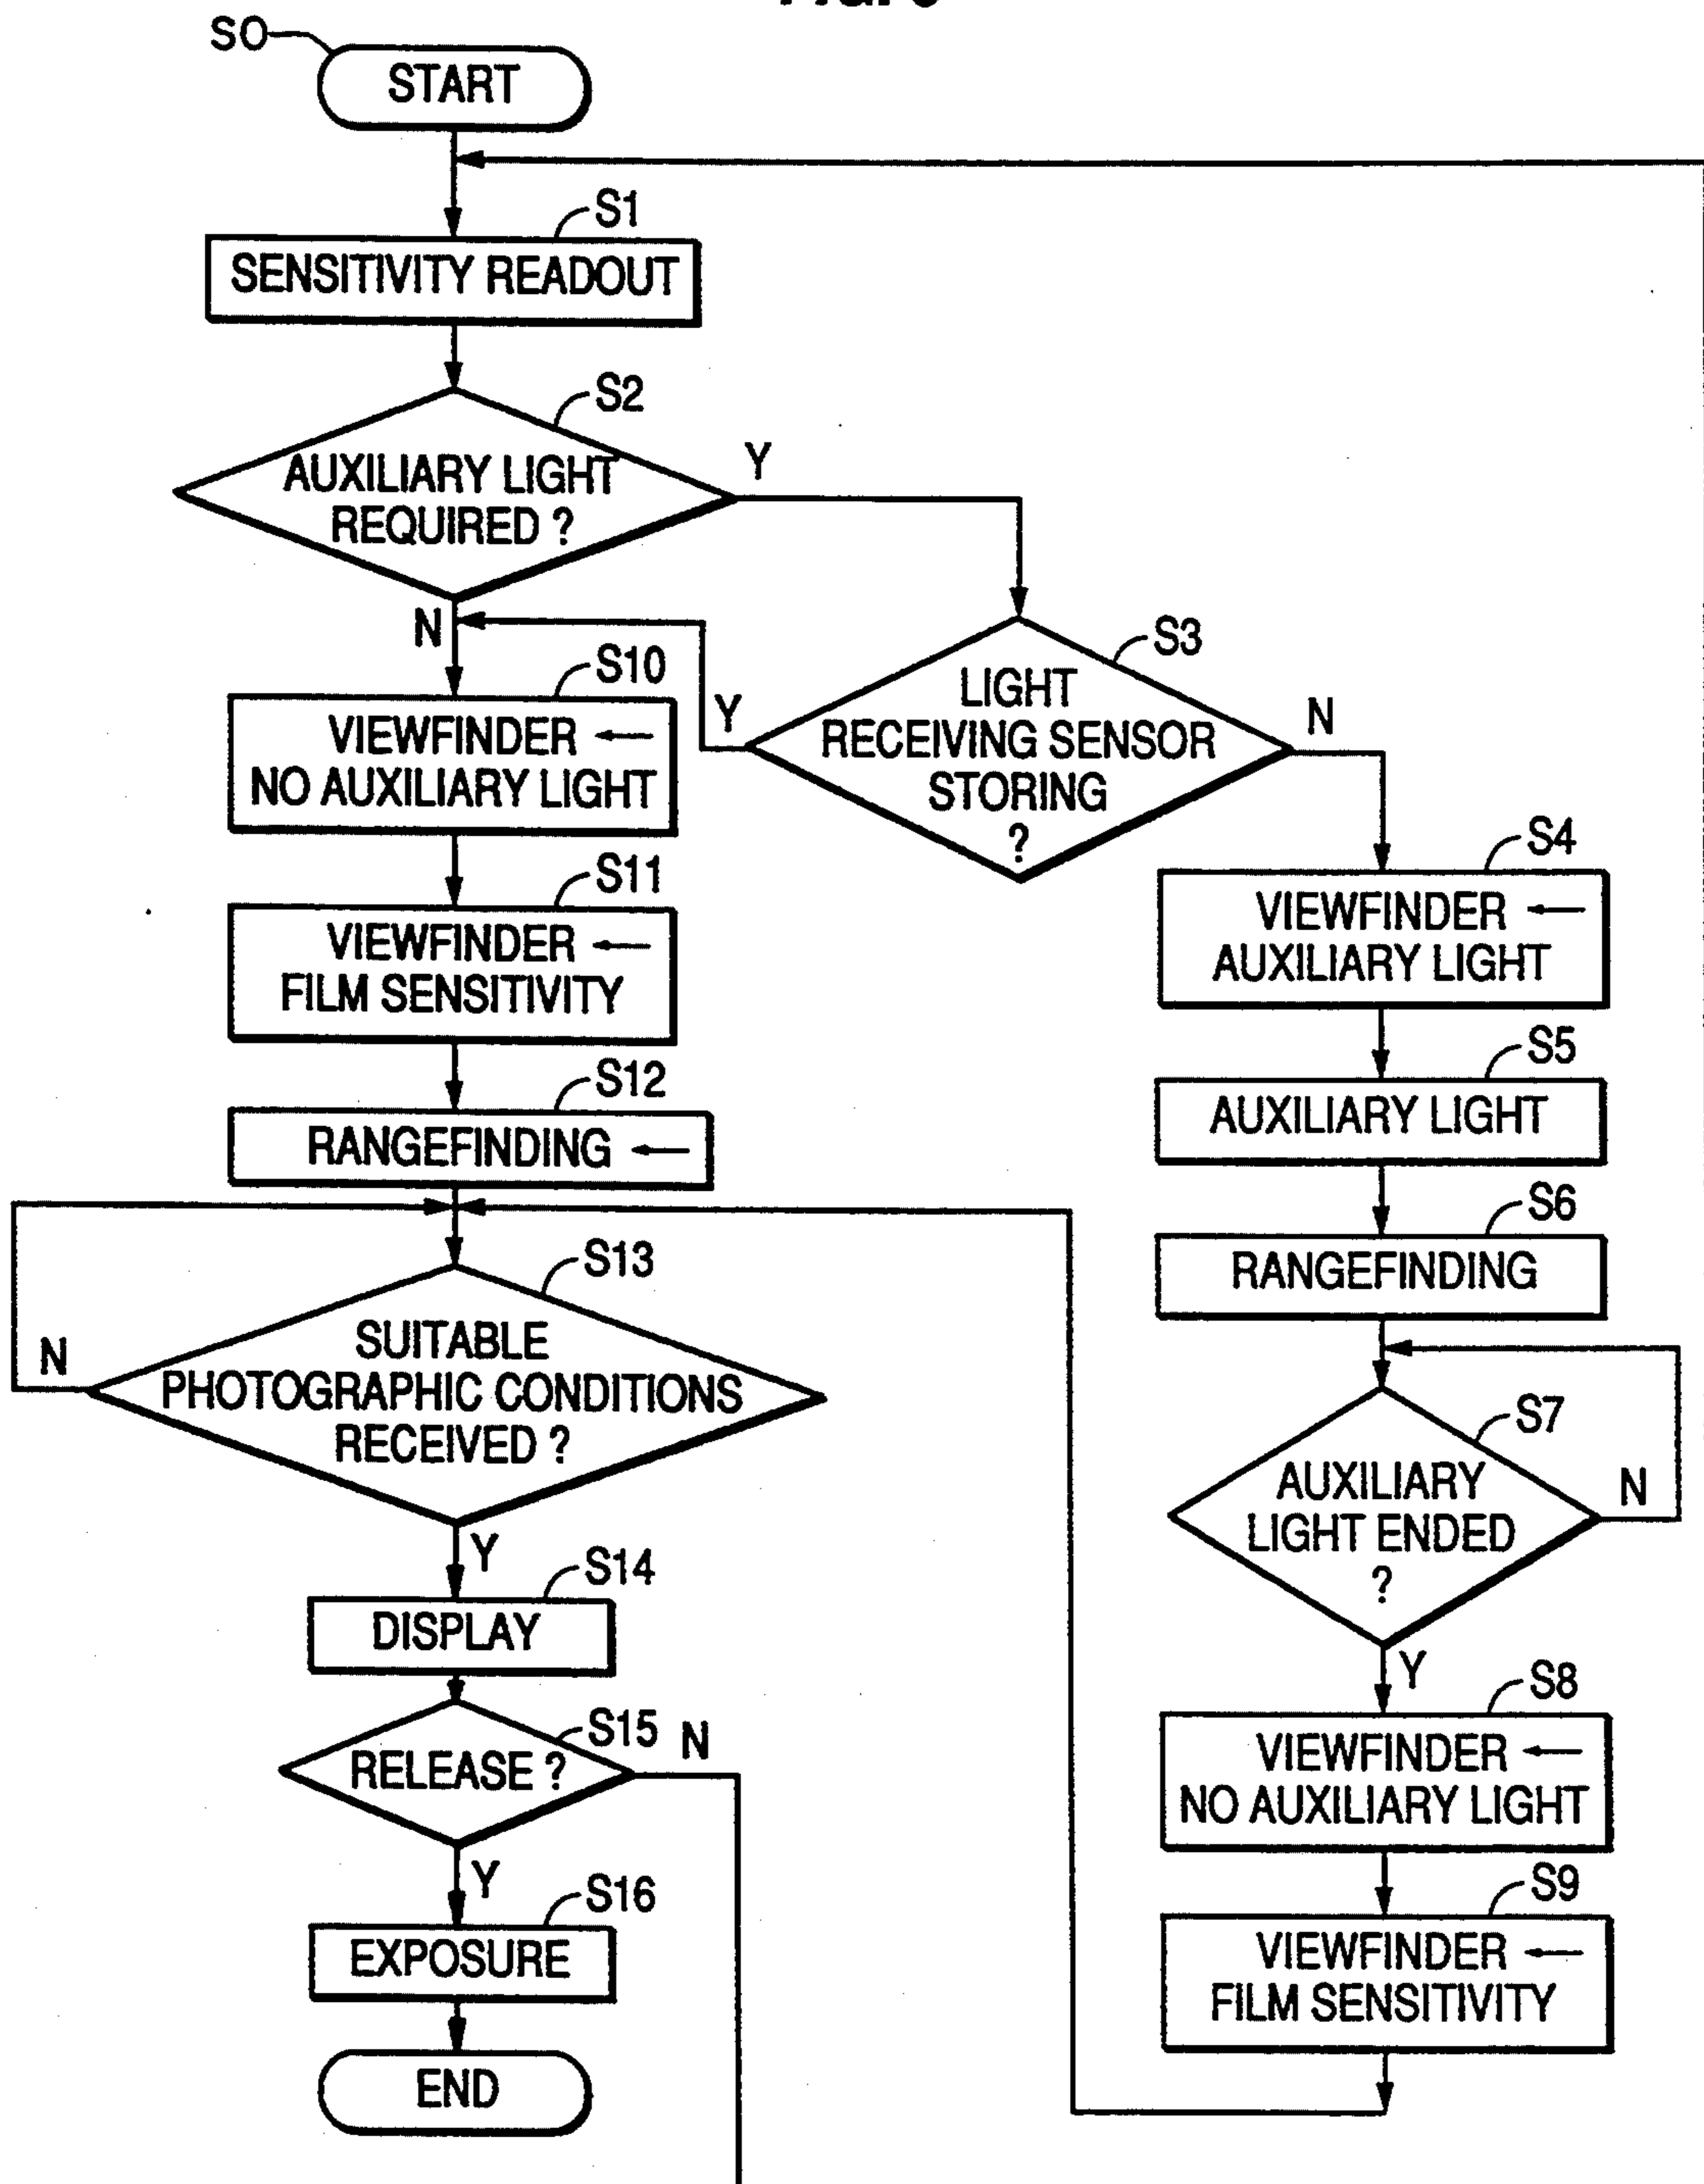 S0
START
S1
SENSITIVITY READOUT
S2
AUXILIARY LIGHT
REQUIRED ?
Y
N
S3
LIGHT
RECEIVING SENSOR
STORING
?
Y
N
S10
VIEWFINDER ←
NO AUXILIARY LIGHT
S11
VIEWFINDER ←
FILM SENSITIVITY
S12
RANGEFINDING ←
S4
VIEWFINDER ←
AUXILIARY LIGHT
S5
AUXILIARY LIGHT
S6
RANGEFINDING
S7
AUXILIARY
LIGHT ENDED
?
N
Y
S8
VIEWFINDER ←
NO AUXILIARY LIGHT
S9
VIEWFINDER ←
FILM SENSITIVITY
S13
SUITABLE
PHOTOGRAPHIC CONDITIONS
RECEIVED ?
N
Y
S14
DISPLAY
S15
RELEASE ?
N
Y
S16
EXPOSURE
END